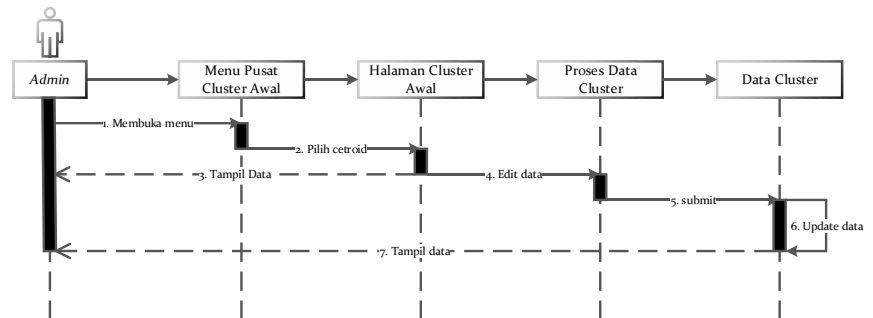 Admin
Menu Pusat
Cluster Awal
Halaman Cluster
Awal
Proses Data
Cluster
Data Cluster
1. Membuka menu
2. Pilih cetroid
3. Tampil Data
4. Edit data
5. submit
6. Update data
7. Tampil data